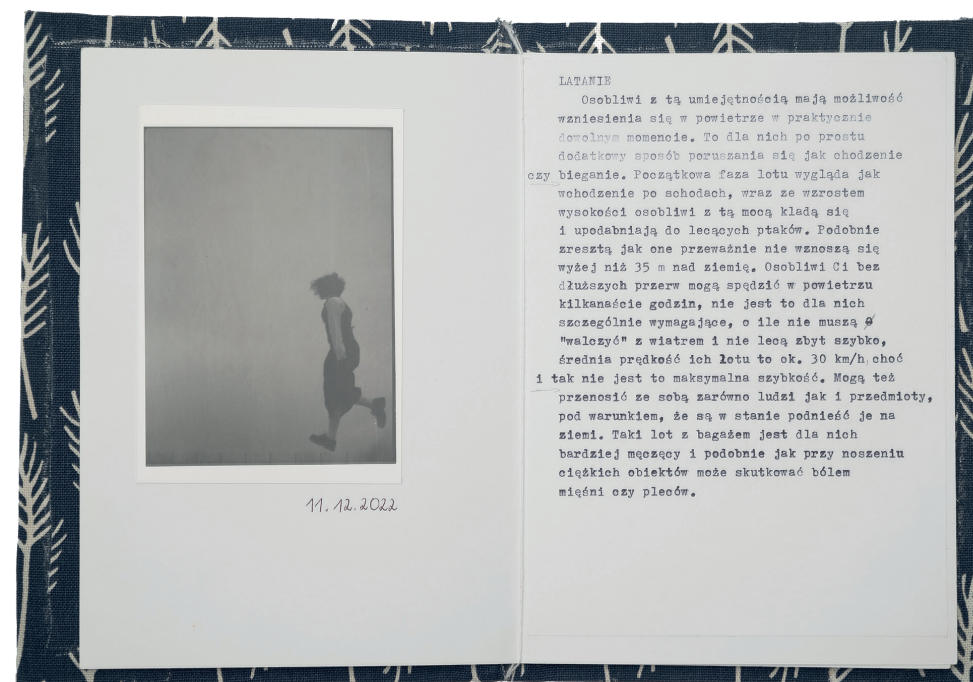 11.12.2022
LATANIE
Osobliwi z tą umiejętnością mają możliwość
wzniesienia się w powietrze w praktycznie
dowolnym momencie. To dla nich po prostu
dodatkowy sposób poruszania się jak chodzenie
czy bieganie. Początkowa faza lotu wygląda jak
wchodzenie po schodach, wraz ze wzrostem
wysokości osobliwi z tą mocą kładą się
i upodabniają do lecących ptaków. Podobnie
zresztą jak one przeważnie nie wznoszą się
wyżej niż 35 m nad ziemię. Osobliwi Ci bez
dłuższych przerw mogą spędzić w powietrzu
kilkanaście godzin, nie jest to dla nich
szczególnie wymagające, o ile nie muszą
"walczyć" z wiatrem i nie lecą zbyt szybko,
średnia prędkość ich lotu to ok. 30 km/h, choć
i tak nie jest to maksymalna szybkość. Mogą też
przenosić ze sobą zarówno ludzi jak i przedmioty,
pod warunkiem, że są w stanie podnieść je na
ziemi. Taki lot z bagażem jest dla nich
bardziej męczący i podobnie jak przy noszeniu
ciężkich obiektów może skutkować bólem
mięśni czy pleców.